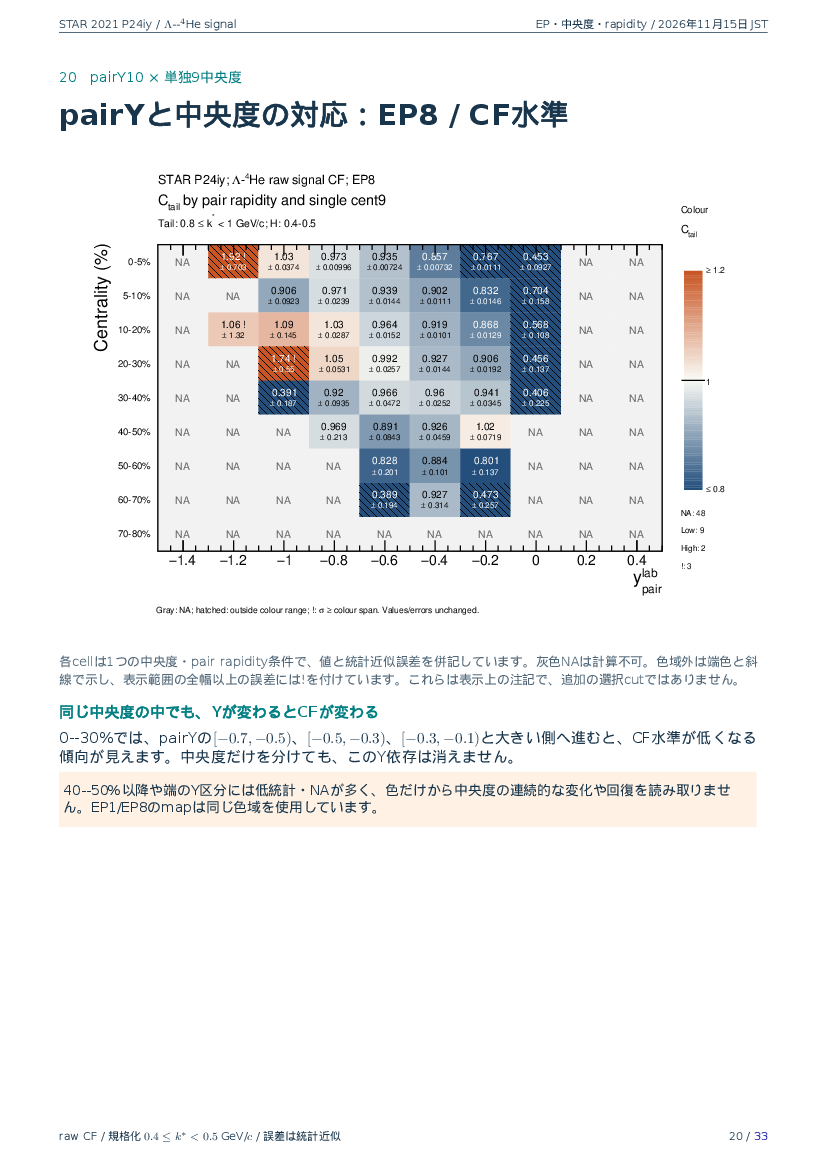 STAR 2021 P24iy / Λ--⁴He signal
EP・中央度・rapidity / 2026年11月15日 JST
20 pairY10 × 単独9中央度
pairYと中央度の対応：EP8 / CF水準
STAR P24iy; Λ-⁴He raw signal CF; EP8
C_tail by pair rapidity and single cent9
Tail: 0.8 ≤ k* < 1 GeV/c; H: 0.4-0.5
Colour
C_tail
Centrality (%)
0-5% NA 1.52 ! ± 0.703 1.03 ± 0.0374 0.973 ± 0.00996 0.935 ± 0.00724 0.857 ± 0.00732 0.767 ± 0.0111 0.453 ± 0.0927 NA NA
5-10% NA NA 0.906 ± 0.0923 0.971 ± 0.0239 0.939 ± 0.0144 0.902 ± 0.0111 0.832 ± 0.0146 0.704 ± 0.158 NA NA
10-20% NA 1.06 ! ± 1.32 1.09 ± 0.145 1.03 ± 0.0287 0.964 ± 0.0152 0.919 ± 0.0101 0.868 ± 0.0129 0.568 ± 0.108 NA NA
20-30% NA NA 1.74 ! ± 0.55 1.05 ± 0.0531 0.992 ± 0.0257 0.927 ± 0.0144 0.906 ± 0.0192 0.456 ± 0.137 NA NA
30-40% NA NA 0.391 ± 0.187 0.92 ± 0.0935 0.966 ± 0.0472 0.96 ± 0.0252 0.941 ± 0.0345 0.406 ± 0.225 NA NA
40-50% NA NA NA 0.969 ± 0.213 0.891 ± 0.0843 0.926 ± 0.0459 1.02 ± 0.0719 NA NA NA
50-60% NA NA NA NA 0.828 ± 0.201 0.884 ± 0.101 0.801 ± 0.137 NA NA NA
60-70% NA NA NA NA 0.389 ± 0.194 0.927 ± 0.314 0.473 ± 0.257 NA NA NA
70-80% NA NA NA NA NA NA NA NA NA NA
−1.4 −1.2 −1 −0.8 −0.6 −0.4 −0.2 0 0.2 0.4
y^lab_pair
≥ 1.2
1
≤ 0.8
NA: 48
Low: 9
High: 2
!: 3
Gray: NA; hatched: outside colour range; !: σ ≥ colour span. Values/errors unchanged.
各cellは1つの中央度・pair rapidity条件で、値と統計近似誤差を併記しています。灰色NAは計算不可。色域外は端色と斜
線で示し、表示範囲の全幅以上の誤差には!を付けています。これらは表示上の注記で、追加の選択cutではありません。
同じ中央度の中でも、Yが変わるとCFが変わる
0--30%では、pairYの[−0.7, −0.5)、[−0.5, −0.3)、[−0.3, −0.1)と大きい側へ進むと、CF水準が低くなる
傾向が見えます。中央度だけを分けても、このY依存は消えません。
40--50%以降や端のY区分には低統計・NAが多く、色だけから中央度の連続的な変化や回復を読み取りませ
ん。EP1/EP8のmapは同じ色域を使用しています。
raw CF / 規格化 0.4 ≤ k* < 0.5 GeV/c / 誤差は統計近似
20 / 33